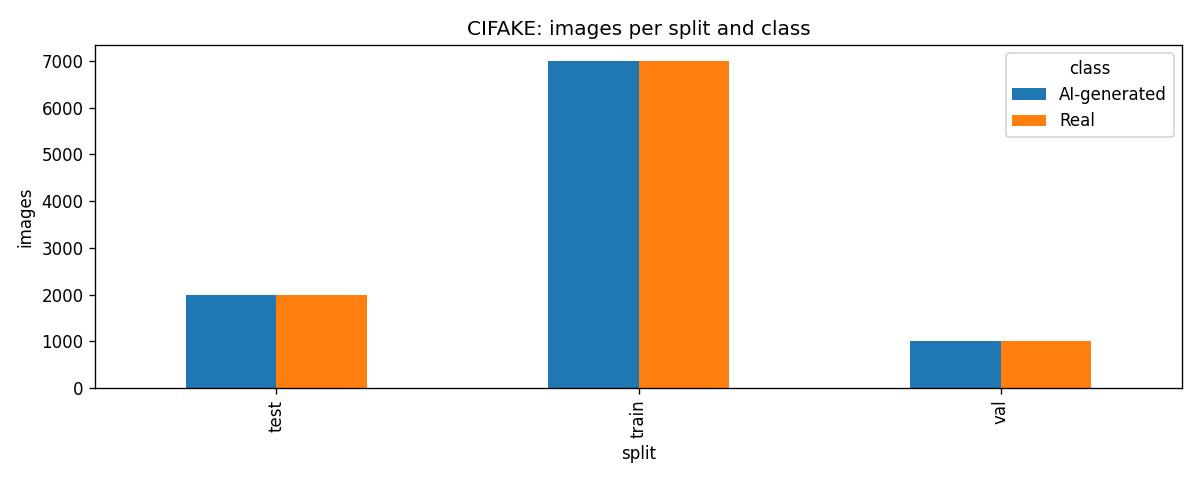 CIFAKE: images per split and class
class
AI-generated
Real
images
7000
6000
5000
4000
3000
2000
1000
0
test
train
val
split